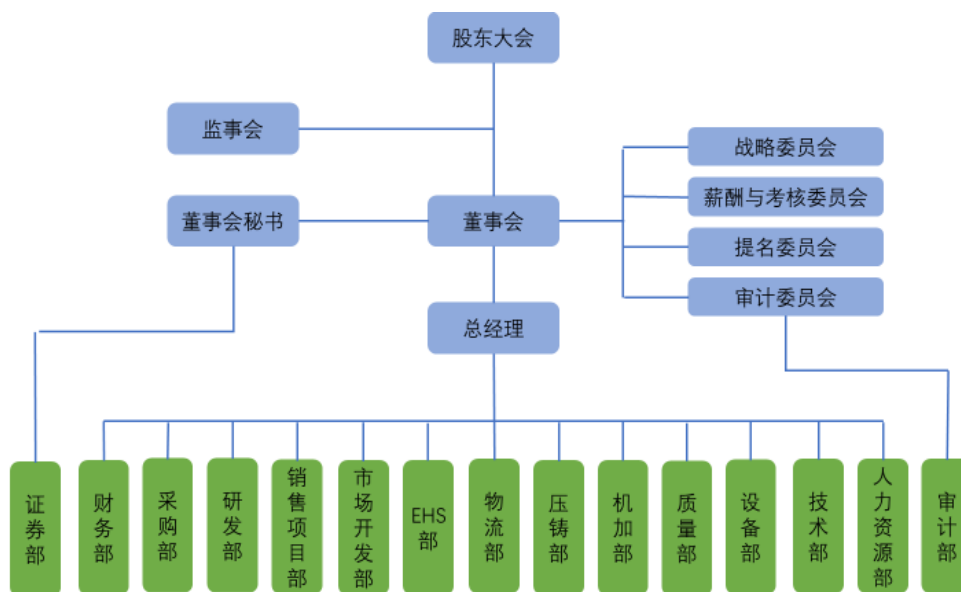 股东大会
监事会
战略委员会
薪酬与考核委员会
董事会秘书
董事会
提名委员会
审计委员会
总经理
证券部
财务部
采购部
研发部
销售项目部
市场开发部
EHS
部
物流部
压铸部
机加部
质量部
设备部
技术部
人力资源部
审计部